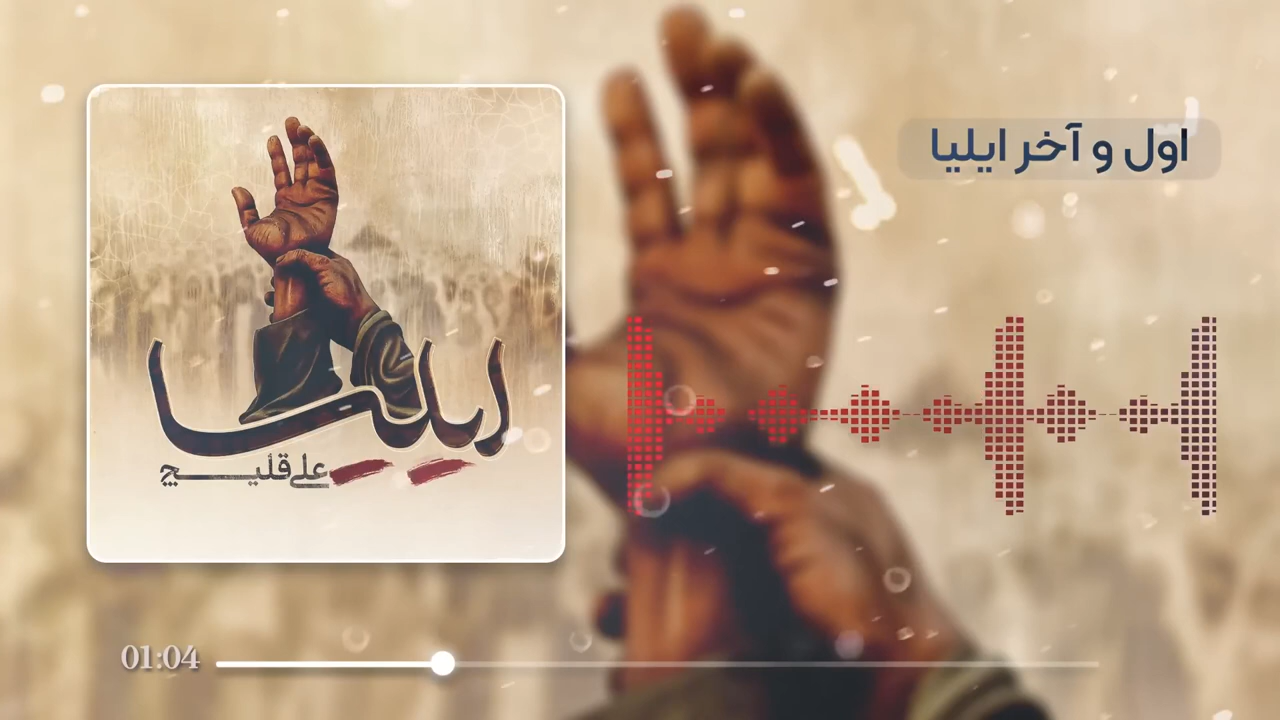 اول و آخر ایلیا
ایلیا
علی قلیچ
01:04